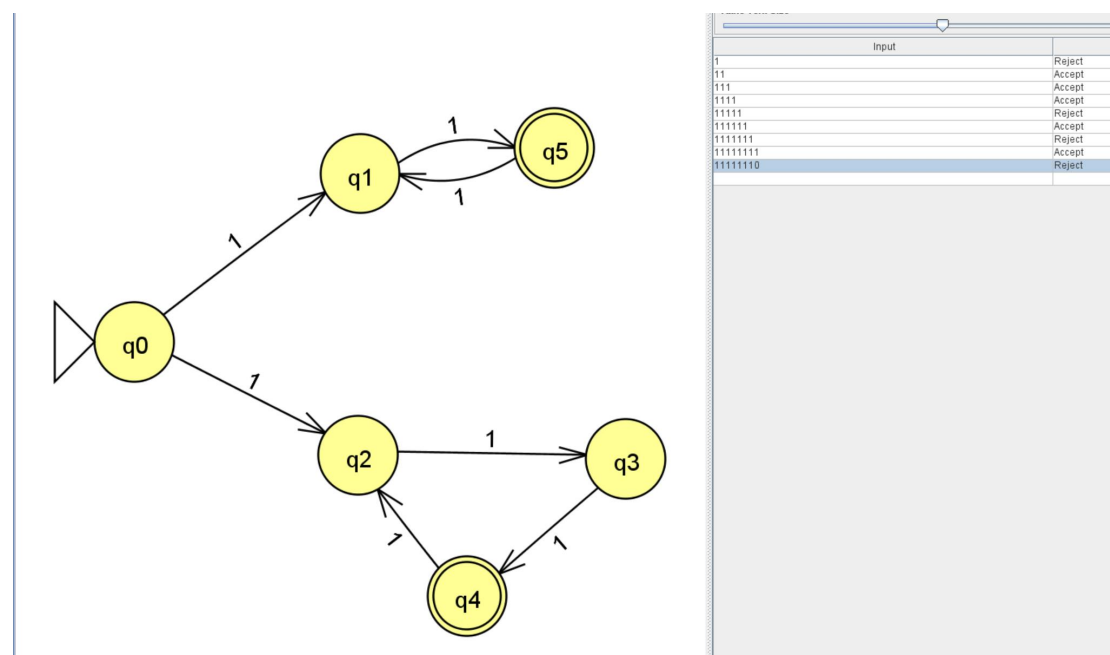 1
q5
q1
1
1
q0
1
q2
1
q3
1
1
q4
Input
1 Reject
11 Accept
111 Accept
1111 Accept
11111 Reject
111111 Accept
1111111 Reject
11111111 Accept
11111110 Reject